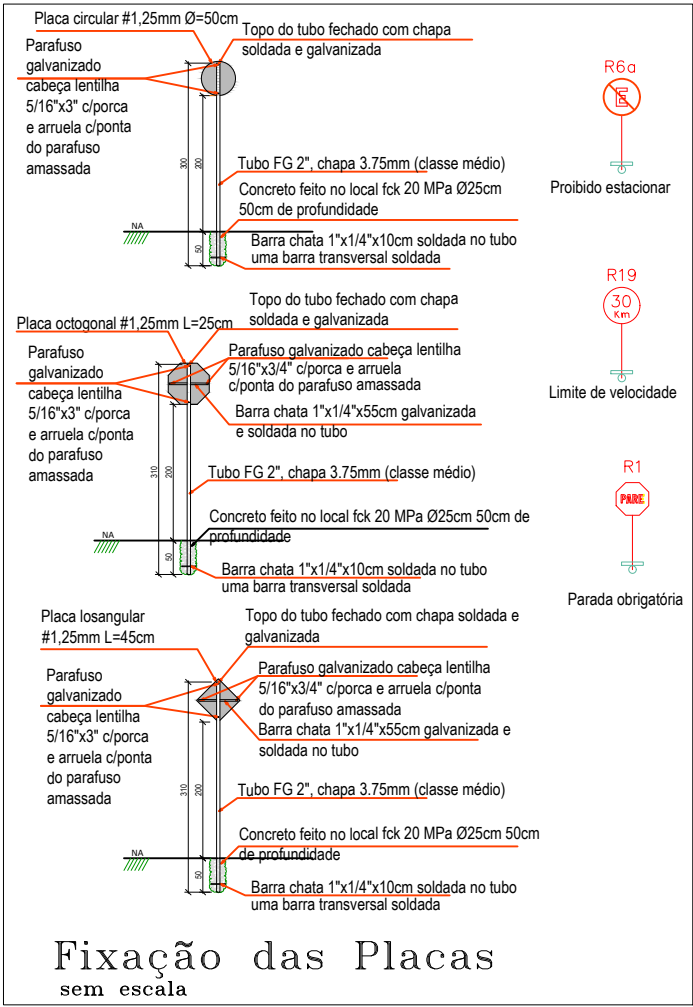 Placa circular #1,25mm Ø=50cm
Topo do tubo fechado com chapa
soldada e galvanizada
Parafuso
galvanizado
cabeça lentilha
5/16"x3" c/porca
e arruela c/ponta
do parafuso
amassada
300
200
50
Tubo FG 2", chapa 3.75mm (classe médio)
Concreto feito no local fck 20 MPa Ø25cm
50cm de profundidade
NA
Barra chata 1"x1/4"x10cm soldada no tubo
uma barra transversal soldada
R6a
E
Proibido estacionar
Topo do tubo fechado com chapa
soldada e galvanizada
Placa octogonal #1,25mm L=25cm
Parafuso
galvanizado
cabeça lentilha
5/16"x3" c/porca
e arruela c/ponta
do parafuso
amassada
Parafuso galvanizado cabeça lentilha
5/16"x3/4" c/porca e arruela
c/ponta do parafuso amassada
Barra chata 1"x1/4"x55cm galvanizada
e soldada no tubo
310
200
50
Tubo FG 2", chapa 3.75mm (classe médio)
Concreto feito no local fck 20 MPa Ø25cm 50cm de
profundidade
NA
Barra chata 1"x1/4"x10cm soldada no tubo
uma barra transversal soldada
R19
30
Km
Limite de velocidade
R1
PARE
Parada obrigatória
Placa losangular
#1,25mm L=45cm
Topo do tubo fechado com chapa soldada e
galvanizada
Parafuso
galvanizado
cabeça lentilha
5/16"x3" c/porca
e arruela c/ponta
do parafuso
amassada
Parafuso galvanizado cabeça lentilha
5/16"x3/4" c/porca e arruela c/ponta
do parafuso amassada
Barra chata 1"x1/4"x55cm galvanizada e
soldada no tubo
310
200
50
Tubo FG 2", chapa 3.75mm (classe médio)
Concreto feito no local fck 20 MPa Ø25cm 50cm
de profundidade
NA
Barra chata 1"x1/4"x10cm soldada no tubo
uma barra transversal soldada
Fixação das Placas
sem escala